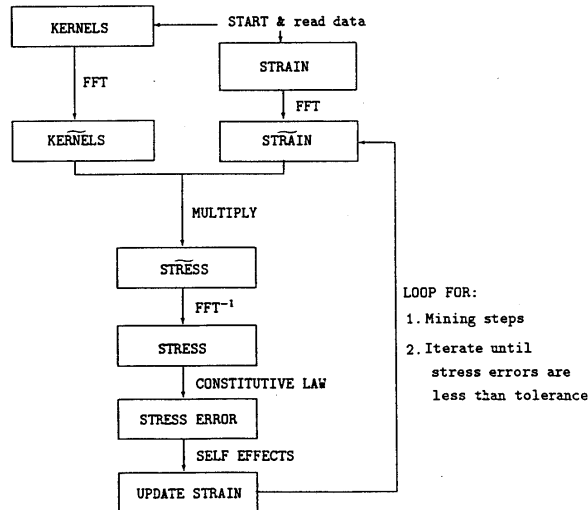 START & read data
KERNELS
STRAIN
FFT
FFT
KERNELS
STRAIN
MULTIPLY
STRESS
FFT⁻¹
STRESS
CONSTITUTIVE LAW
STRESS ERROR
SELF EFFECTS
UPDATE STRAIN
LOOP FOR:
1. Mining steps
2. Iterate until
stress errors are
less than tolerance